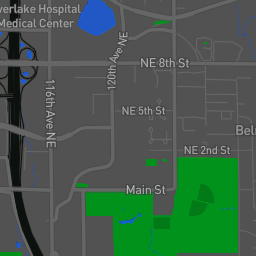 verlake Hospital
Medical Center
120th Ave NE
NE 8th St
116th Ave NE
NE 5th St
Bel
NE 2nd St
Main St